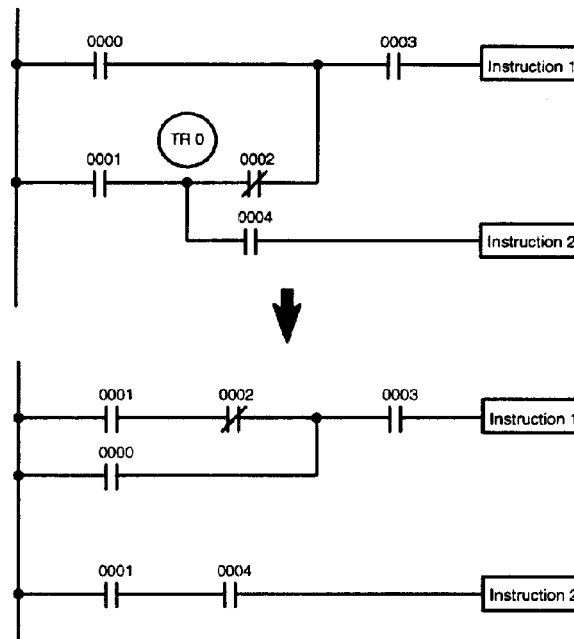 0000 0003
Instruction 1
TR 0
0001 0002
0004
Instruction 2
0001 0002 0003
Instruction 1
0000
0001 0004
Instruction 2